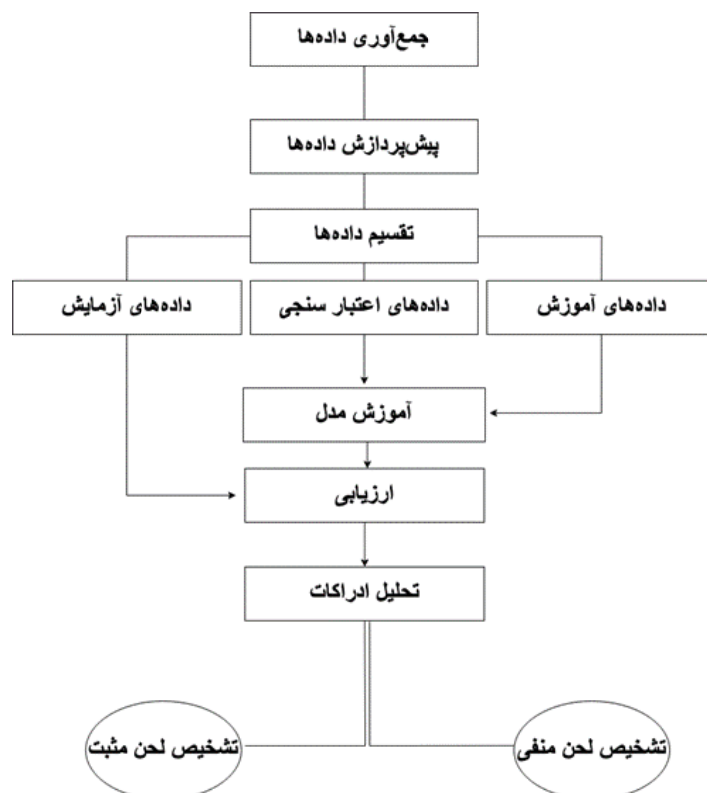 جمع‌آوری داده‌ها
پیش‌پردازش داده‌ها
تقسیم داده‌ها
داده‌های آموزش
داده‌های اعتبار سنجی
داده‌های آزمایش
آموزش مدل
ارزیابی
تحلیل ادراکات
تشخیص لحن منفی
تشخیص لحن مثبت